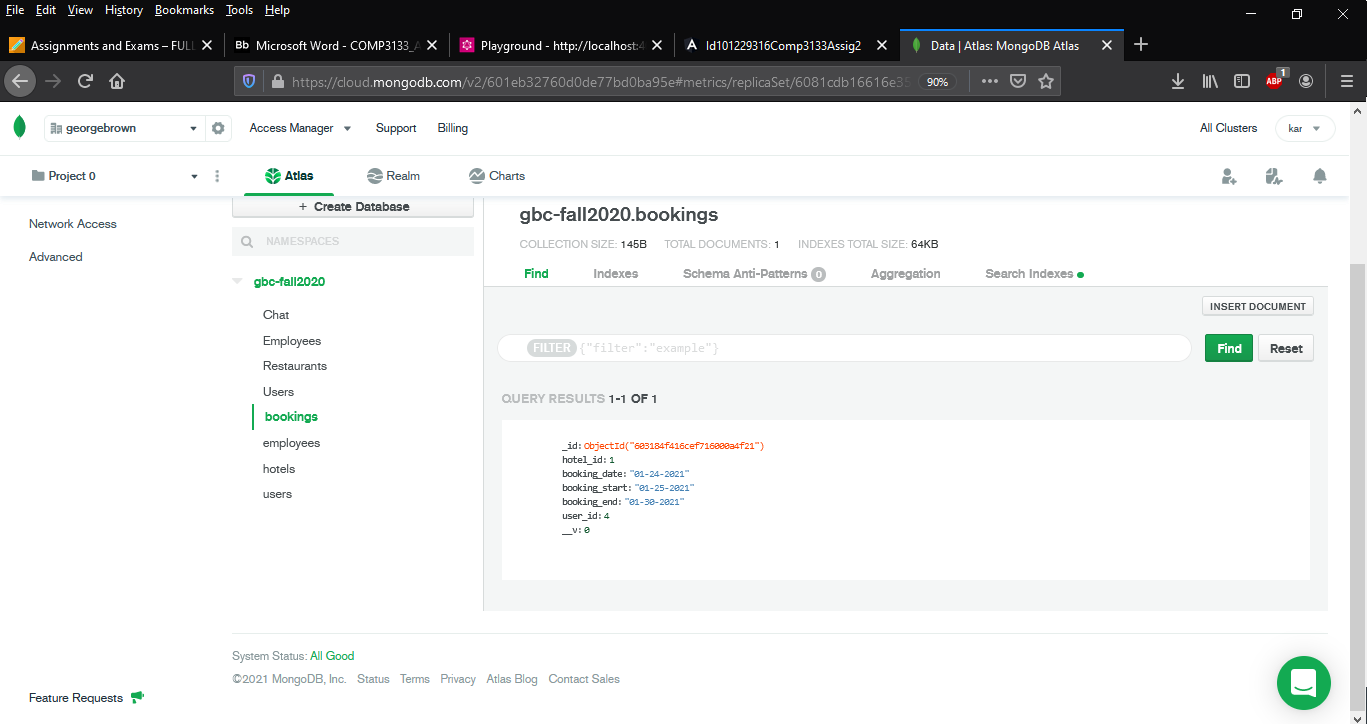 File Edit View History Bookmarks Tools Help
Assignments and Exams – FULL
Bb Microsoft Word - COMP3133_A
Playground - http://localhost:4
Id101229316Comp3133Assig2
Data | Atlas: MongoDB Atlas
https://cloud.mongodb.com/v2/601eb32760d0de77bd0ba95e#metrics/replicaSet/6081cdb16616e35 90%
ABP 1
georgebrown Access Manager Support Billing All Clusters kar
Project 0 Atlas Realm Charts
Network Access
Advanced
Feature Requests
+ Create Database
NAMESPACES
gbc-fall2020
Chat
Employees
Restaurants
Users
bookings
employees
hotels
users
gbc-fall2020.bookings
COLLECTION SIZE: 145B TOTAL DOCUMENTS: 1 INDEXES TOTAL SIZE: 64KB
Find Indexes Schema Anti-Patterns 0 Aggregation Search Indexes
INSERT DOCUMENT
FILTER {"filter":"example"} Find Reset
QUERY RESULTS 1-1 OF 1
_id: ObjectId("603184f416cef716000a4f21")
hotel_id: 1
booking_date: "01-24-2021"
booking_start: "01-25-2021"
booking_end: "01-30-2021"
user_id: 4
__v: 0
System Status: All Good
©2021 MongoDB, Inc. Status Terms Privacy Atlas Blog Contact Sales